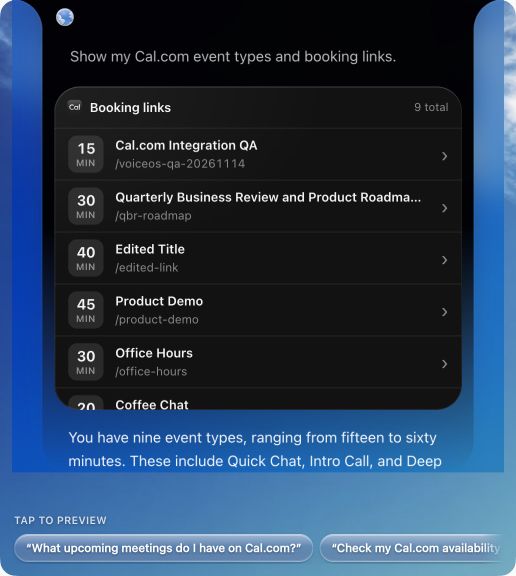 Show my Cal.com event types and booking links.
Cal Booking links 9 total
15 Cal.com Integration QA
MIN /voiceos-qa-20261114
30 Quarterly Business Review and Product Roadma...
MIN /qbr-roadmap
40 Edited Title
MIN /edited-link
45 Product Demo
MIN /product-demo
30 Office Hours
MIN /office-hours
20 Coffee Chat
You have nine event types, ranging from fifteen to sixty
minutes. These include Quick Chat, Intro Call, and Deep
TAP TO PREVIEW
“What upcoming meetings do I have on Cal.com?” “Check my Cal.com availability